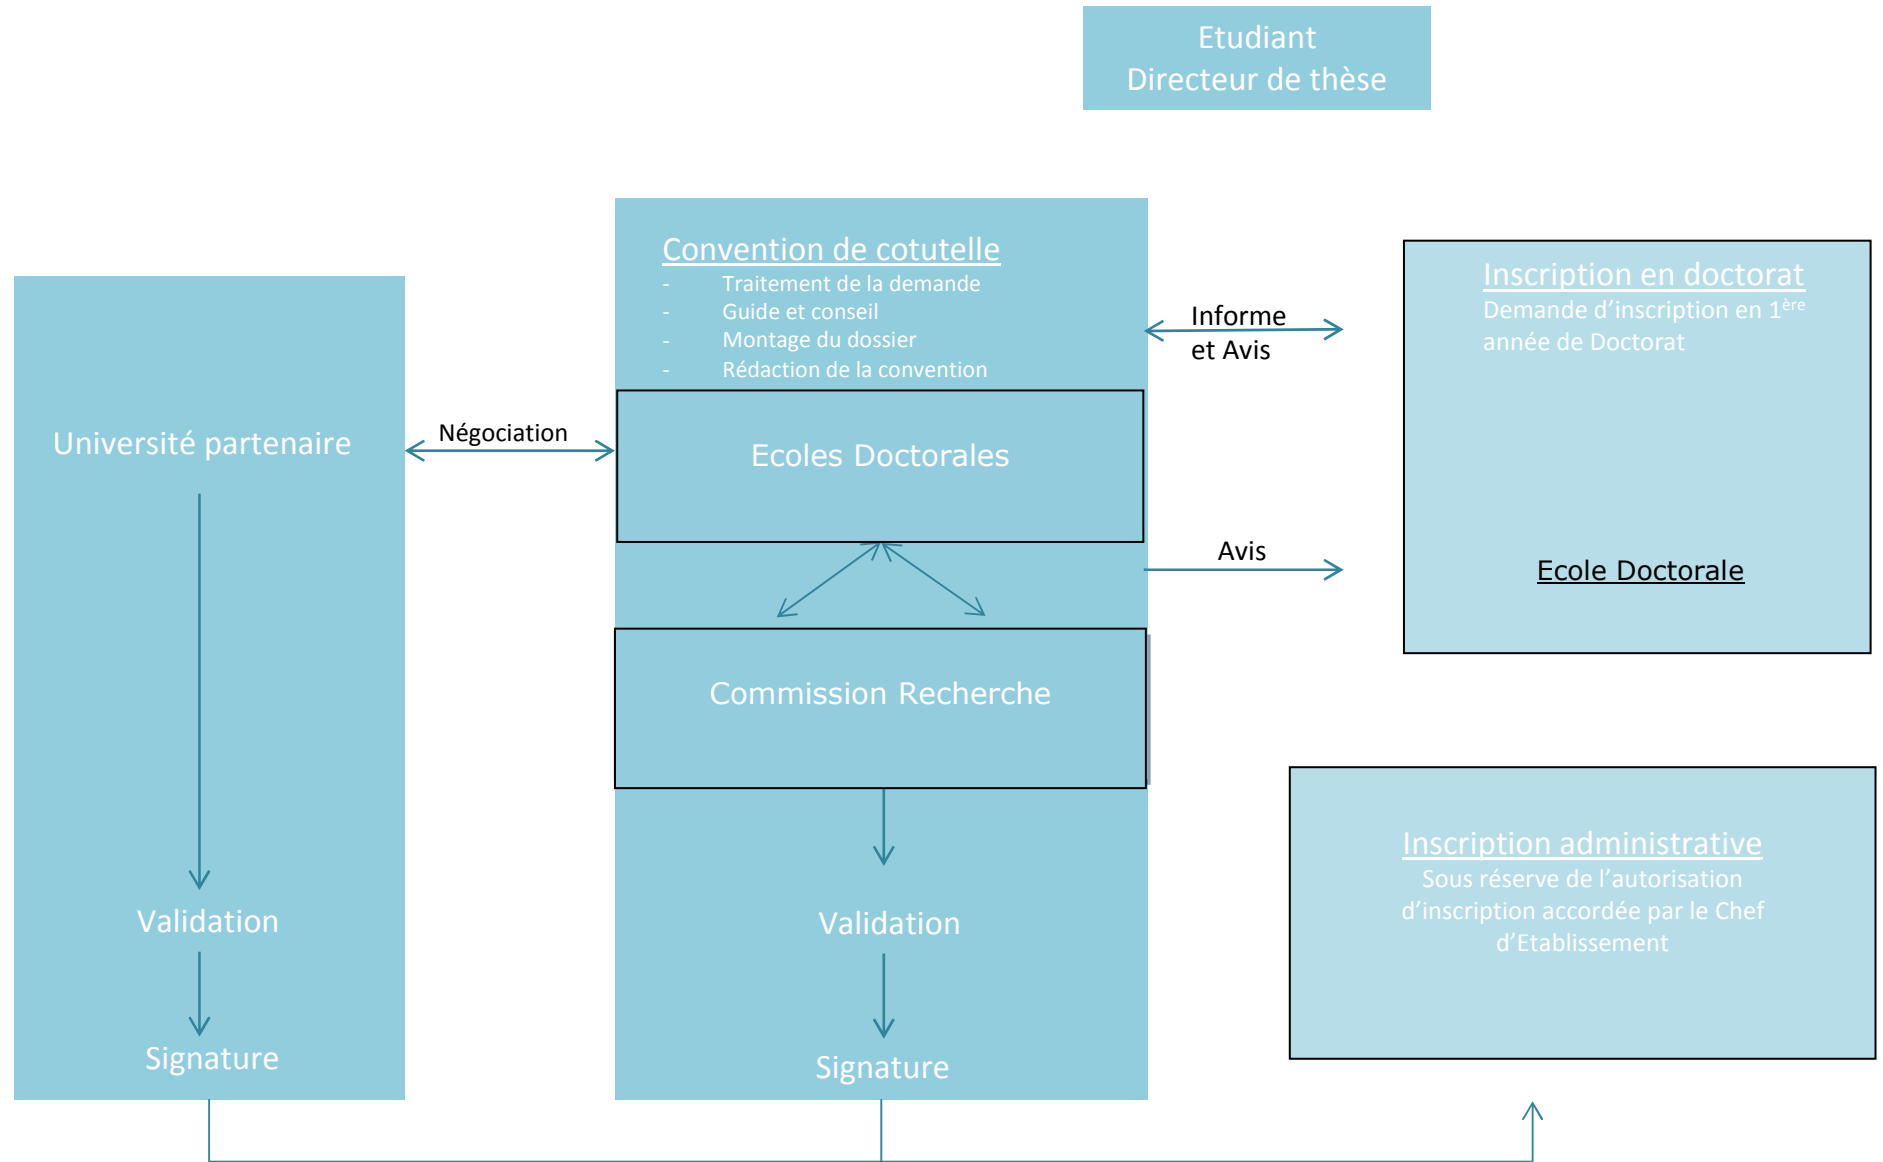 Etudiant
Directeur de thèse
Convention de cotutelle
- Traitement de la demande
- Guide et conseil
- Montage du dossier
- Rédaction de la convention
Inscription en doctorat
Demande d’inscription en 1ère
année de Doctorat
Informe
et Avis
Université partenaire
Négociation
Ecoles Doctorales
Avis
Ecole Doctorale
Commission Recherche
Inscription administrative
Sous réserve de l’autorisation
d’inscription accordée par le Chef
d’Etablissement
Validation
Validation
Signature
Signature